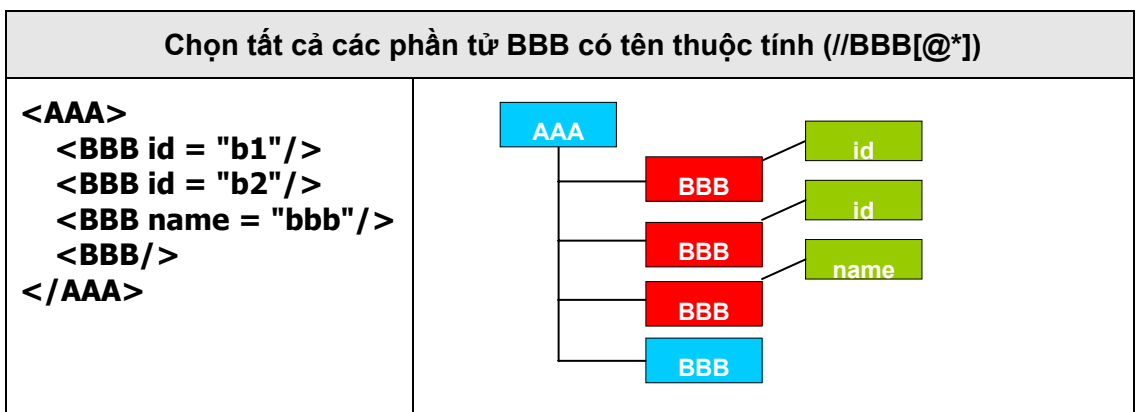 Chọn tất cả các phần tử BBB có tên thuộc tính (//BBB[@*])
<AAA>
<BBB id = "b1"/>
<BBB id = "b2"/>
<BBB name = "bbb"/>
<BBB/>
</AAA>
AAA
id
BBB
id
BBB
name
BBB
BBB